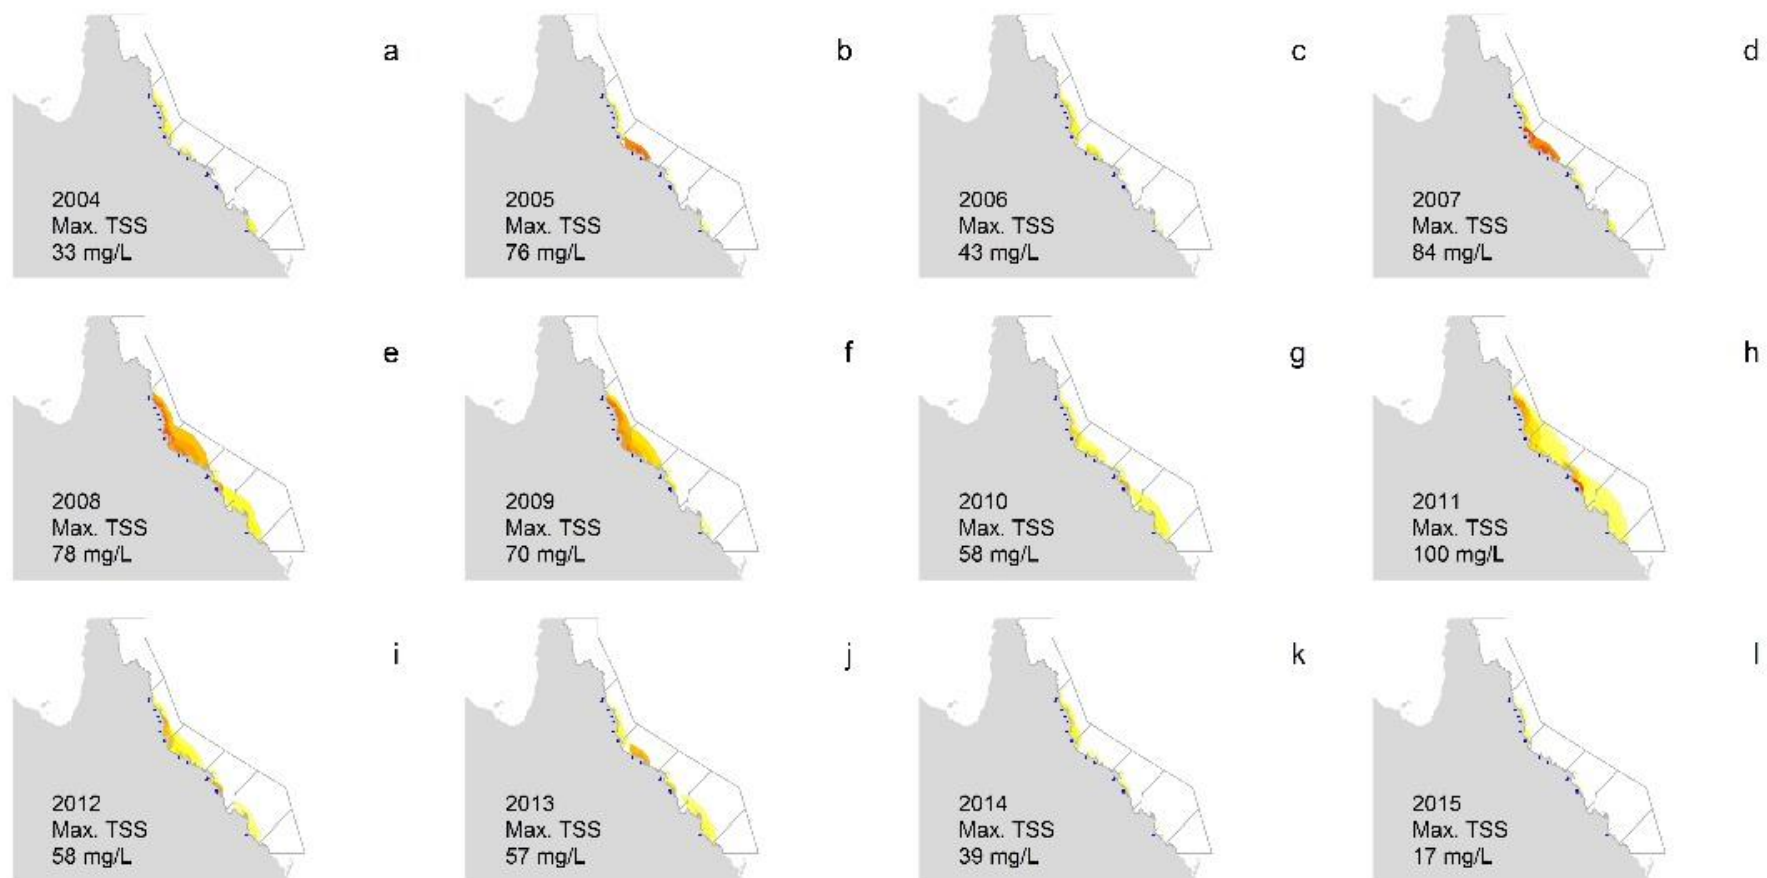 a
2004
Max. TSS
33 mg/L
b
2005
Max. TSS
76 mg/L
c
2006
Max. TSS
43 mg/L
d
2007
Max. TSS
84 mg/L
e
2008
Max. TSS
78 mg/L
f
2009
Max. TSS
70 mg/L
g
2010
Max. TSS
58 mg/L
h
2011
Max. TSS
100 mg/L
i
2012
Max. TSS
58 mg/L
j
2013
Max. TSS
57 mg/L
k
2014
Max. TSS
39 mg/L
l
2015
Max. TSS
17 mg/L